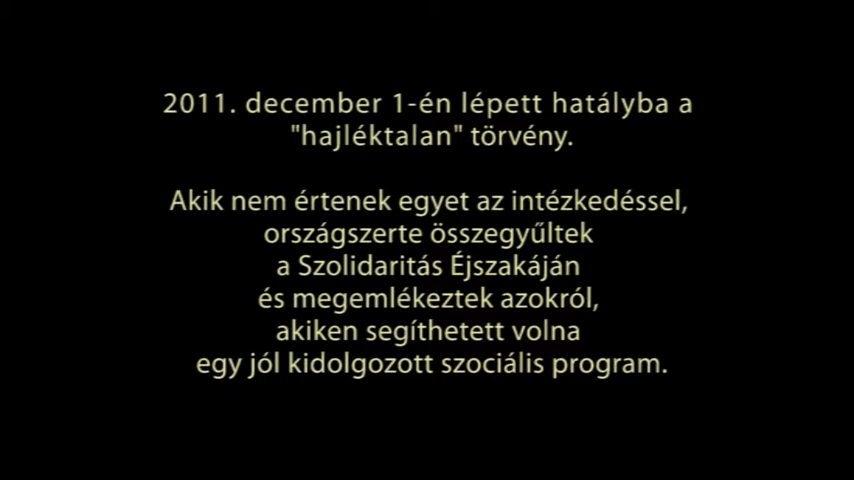 2011. december 1-én lépett hatályba a
"hajléktalan" törvény.
Akik nem értenek egyet az intézkedéssel,
országszerte összegyűltek
a Szolidaritás Éjszakáján
és megemlékeztek azokról,
akiken segíthetett volna
egy jól kidolgozott szociális program.